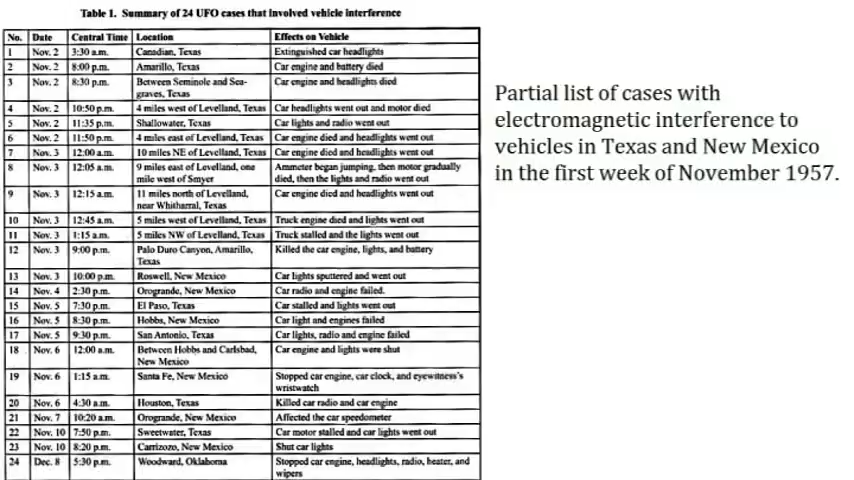 Table 1. Summary of 24 UFO cases that involved vehicle interference
No. Date Central Time Location Effects on Vehicle
1 Nov. 2 3:30 a.m. Canadian, Texas Extinguished car headlights
2 Nov. 2 8:00 p.m. Amarillo, Texas Car engine and battery died
3 Nov. 2 8:30 p.m. Between Seminole and Sea- Car engine and headlights died
graves, Texas
4 Nov. 2 10:50 p.m. 4 miles west of Levelland, Texas Car headlights went out and motor died
5 Nov. 2 11:35 p.m. Shallowater, Texas Car lights and radio went out
6 Nov. 2 11:50 p.m. 4 miles east of Levelland, Texas Car engine died and headlights went out
7 Nov. 3 12:00 a.m. 10 miles NE of Levelland, Texas Car engine died and headlights went out
8 Nov. 3 12:05 a.m. 9 miles east of Levelland, one Ammeter began jumping, then motor gradually
mile west of Smyer died, then the lights and radio went out
9 Nov. 3 12:15 a.m. 11 miles north of Levelland, Car engine died and headlights went out
near Whitharral, Texas
10 Nov. 3 12:45 a.m. 5 miles west of Levelland, Texas Truck engine died and lights went out
11 Nov. 3 1:15 a.m. 5 miles NW of Levelland, Texas Truck stalled and the lights went out
12 Nov. 3 9:00 p.m. Palo Duro Canyon, Amarillo, Killed the car engine, lights, and battery
Texas
13 Nov. 3 10:00 p.m. Roswell, New Mexico Car lights sputtered and went out
14 Nov. 4 2:30 p.m. Orogrande, New Mexico Car radio and engine failed.
15 Nov. 5 7:30 p.m. El Paso, Texas Car stalled and lights went out
16 Nov. 5 8:30 p.m. Hobbs, New Mexico Car light and engines failed
17 Nov. 5 9:30 p.m. San Antonio, Texas Car lights, radio and engine failed
18 Nov. 6 12:00 a.m. Between Hobbs and Carlsbad, Car engine and lights were shut
New Mexico
19 Nov. 6 1:15 a.m. Santa Fe, New Mexico Stopped car engine, car clock, and eyewitness's
wristwatch
20 Nov. 6 4:30 a.m. Houston, Texas Killed car radio and car engine
21 Nov. 7 10:20 a.m. Orogrande, New Mexico Affected the car speedometer
22 Nov. 10 7:50 p.m. Sweetwater, Texas Car motor stalled and car lights went out
23 Nov. 10 8:20 p.m. Carrizozo, New Mexico Shut car lights
24 Dec. 8 5:30 p.m. Woodward, Oklahoma Stopped car engine, headlights, radio, heater, and
wipers
Partial list of cases with
electromagnetic interference to
vehicles in Texas and New Mexico
in the first week of November 1957.